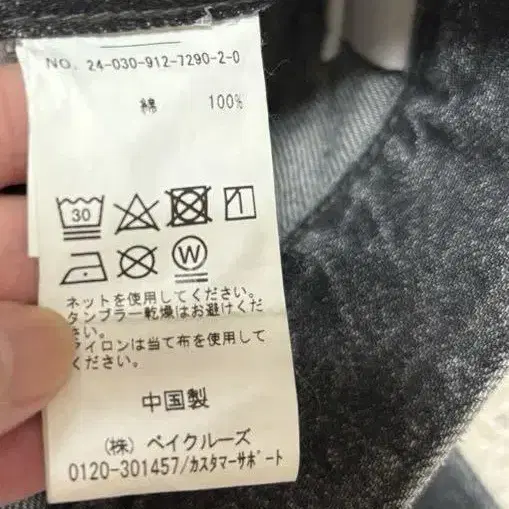 NO. 24-030-912-7290-2-0
綿 100%
30
W
ネットを使用してください。
タンブラー乾燥はお避けくだ
さい。
アイロンは当て布を使用して
ください。
中国製
(株) ベイクルーズ
0120-301457/カスタマーサポート